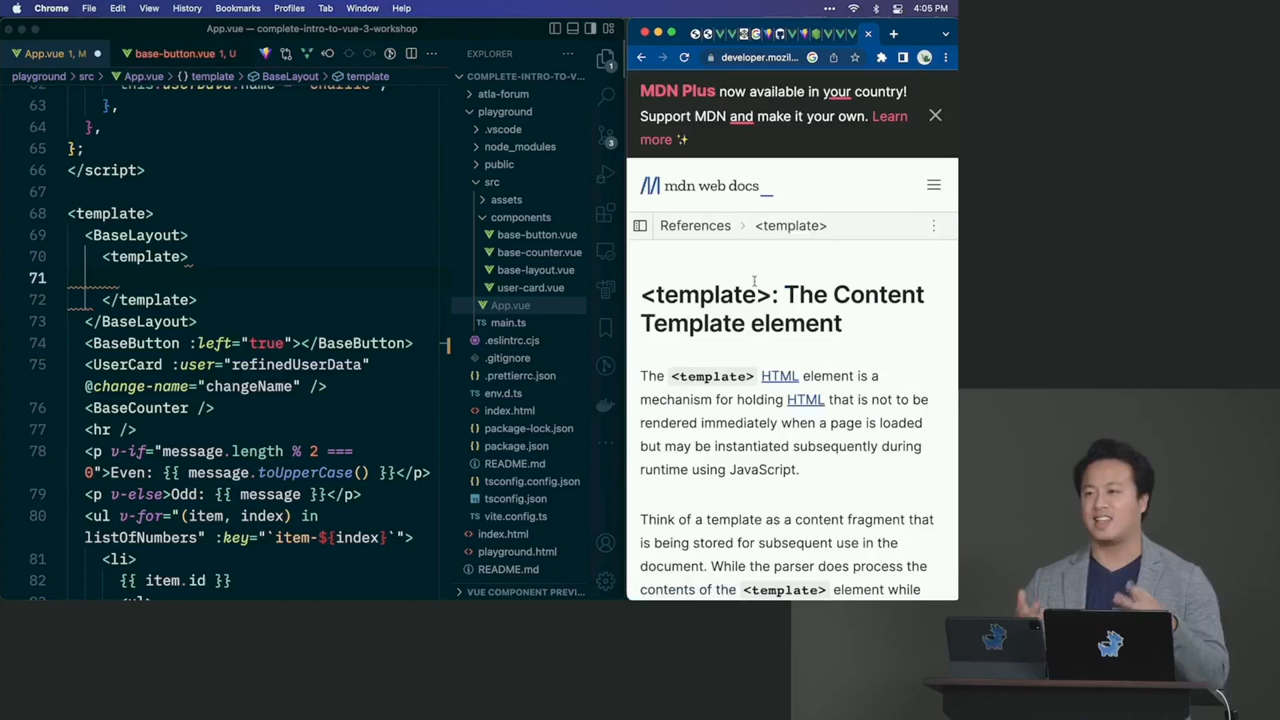 Chrome File Edit View History Bookmarks Profiles Tab Window Help 4:05 PM
App.vue — complete-intro-to-vue-3-workshop
App.vue 1, M
base-button.vue 1, U
playground > src > App.vue > {} template > BaseLayout > template
62
63 },
64 },
65 };
66 </script>
67
68 <template>
69 <BaseLayout>
70 <template>
71
72 </template>
73 </BaseLayout>
74 <BaseButton :left="true"></BaseButton>
75 <UserCard :user="refinedUserData"
@change-name="changeName" />
76 <BaseCounter />
77 <hr />
78 <p v-if="message.length % 2 ===
0">Even: {{ message.toUpperCase() }}</p>
79 <p v-else>Odd: {{ message }}</p>
80 <ul v-for="(item, index) in
listOfNumbers" :key="`item-${index}`">
81 <li>
82 {{ item.id }}
EXPLORER
COMPLETE-INTRO-TO-V...
atla-forum
playground
.vscode
node_modules
public
src
assets
components
base-button.vue
base-counter.vue
base-layout.vue
user-card.vue
App.vue
main.ts
.eslintrc.cjs
.gitignore
.prettierrc.json
env.d.ts
index.html
package-lock.json
package.json
README.md
tsconfig.config.json
tsconfig.json
vite.config.ts
index.html
playground.html
README.md
VUE COMPONENT PREVI...
1
3
developer.mozil
MDN Plus now available in your country!
Support MDN and make it your own. Learn
more ✨
mdn web docs_
References > <template>
<template>: The Content
Template element
The <template> HTML element is a
mechanism for holding HTML that is not to be
rendered immediately when a page is loaded
but may be instantiated subsequently during
runtime using JavaScript.
Think of a template as a content fragment that
is being stored for subsequent use in the
document. While the parser does process the
contents of the <template> element while